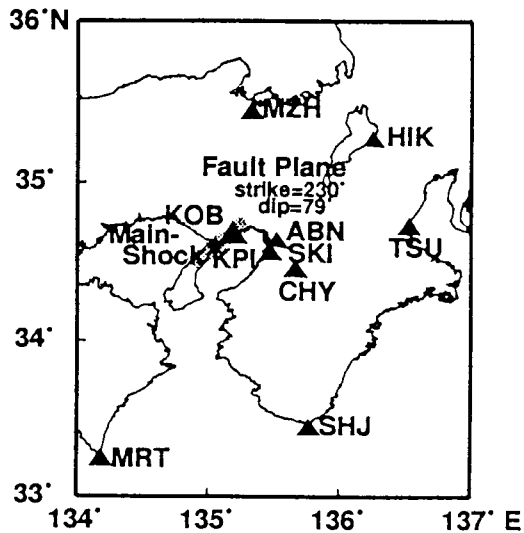 36°N
MZH
HIK
35°
Fault Plane
strike=230°
dip=79°
KOB
ABN
TSU
Main-
Shock
KPI
SKI
CHY
34°
SHJ
MRT
33°
134°
135°
136°
137° E